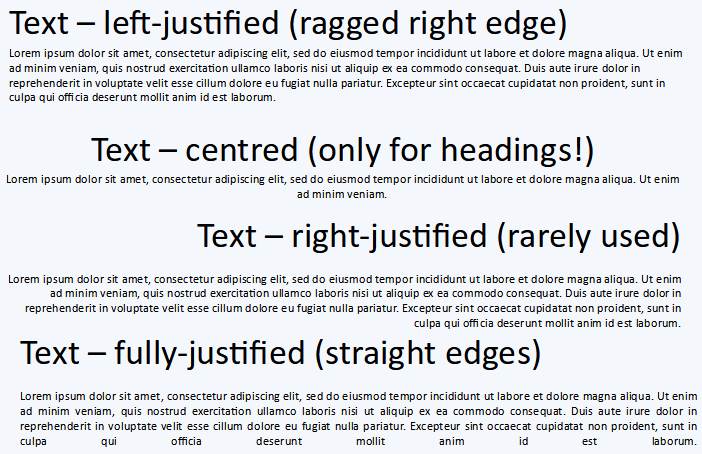 Text – left-justified (ragged right edge)
Lorem ipsum dolor sit amet, consectetur adipiscing elit, sed do eiusmod tempor incididunt ut labore et dolore magna aliqua. Ut enim
ad minim veniam, quis nostrud exercitation ullamco laboris nisi ut aliquip ex ea commodo consequat. Duis aute irure dolor in
reprehenderit in voluptate velit esse cillum dolore eu fugiat nulla pariatur. Excepteur sint occaecat cupidatat non proident, sunt in
culpa qui officia deserunt mollit anim id est laborum.
Text – centred (only for headings!)
Lorem ipsum dolor sit amet, consectetur adipiscing elit, sed do eiusmod tempor incididunt ut labore et dolore magna aliqua. Ut enim
ad minim veniam.
Text – right-justified (rarely used)
Lorem ipsum dolor sit amet, consectetur adipiscing elit, sed do eiusmod tempor incididunt ut labore et dolore magna aliqua. Ut enim
ad minim veniam, quis nostrud exercitation ullamco laboris nisi ut aliquip ex ea commodo consequat. Duis aute irure dolor in
reprehenderit in voluptate velit esse cillum dolore eu fugiat nulla pariatur. Excepteur sint occaecat cupidatat non proident, sunt in
culpa qui officia deserunt mollit anim id est laborum.
Text – fully-justified (straight edges)
Lorem ipsum dolor sit amet, consectetur adipiscing elit, sed do eiusmod tempor incididunt ut labore et dolore magna aliqua. Ut enim
ad minim veniam, quis nostrud exercitation ullamco laboris nisi ut aliquip ex ea commodo consequat. Duis aute irure dolor in
reprehenderit in voluptate velit esse cillum dolore eu fugiat nulla pariatur. Excepteur sint occaecat cupidatat non proident, sunt in
culpa qui officia deserunt mollit anim id est laborum.